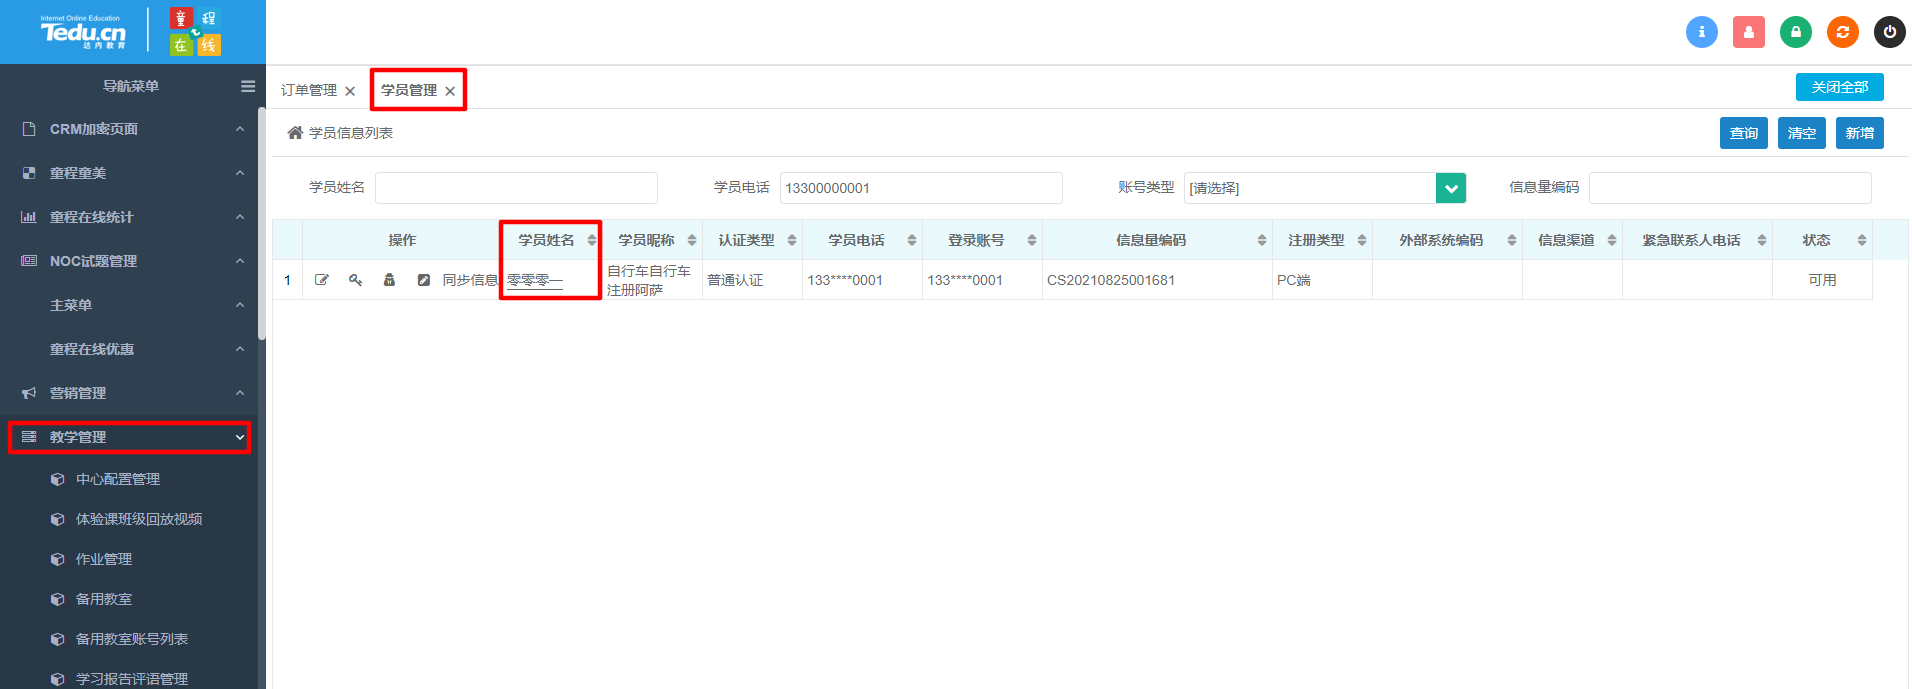 Internet Online Education
Tedu.cn
达内教育
童程
在线
导航菜单
CRM加密页面
童程童美
童程在线统计
NOC试题管理
主菜单
童程在线优惠
营销管理
教学管理
中心配置管理
体验课班级回放视频
作业管理
备用教室
备用教室账号列表
学习报告评语管理
订单管理 学员管理 关闭全部
学员信息列表 查询 清空 新增
学员姓名 学员电话 13300000001 账号类型 [请选择] 信息量编码
操作 学员姓名 学员昵称 认证类型 学员电话 登录账号 信息量编码 注册类型 外部系统编码 信息渠道 紧急联系人电话 状态
1 同步信息 零零零一 自行车自行车 普通认证 133****0001 133****0001 CS20210825001681 PC端 可用
注册阿萨